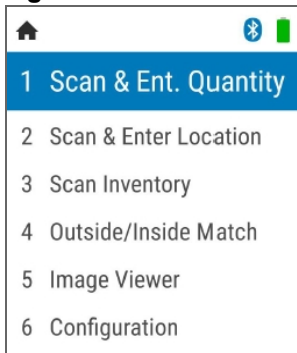 1 Scan & Ent. Quantity
2 Scan & Enter Location
3 Scan Inventory
4 Outside/Inside Match
5 Image Viewer
6 Configuration